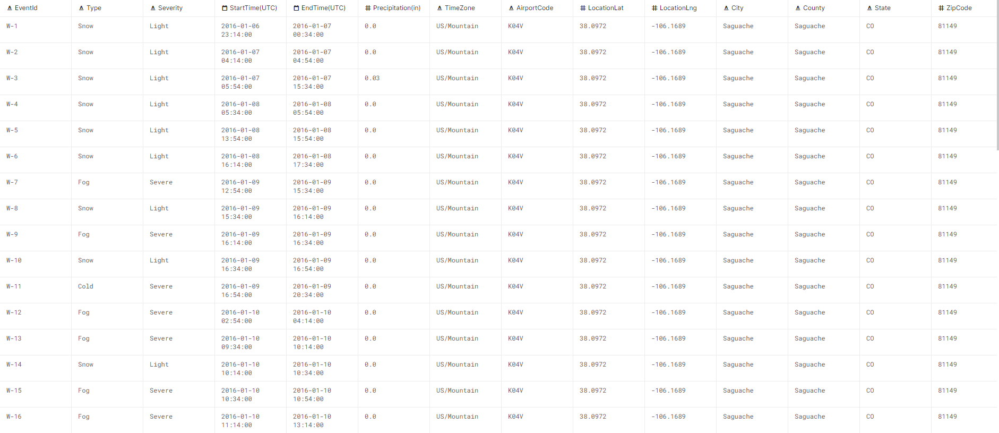 EventId Type Severity StartTime(UTC) EndTime(UTC) Precipitation(in) TimeZone AirportCode LocationLat LocationLng City County State ZipCode
W-1 Snow Light 2016-01-06 2016-01-07 0.0 US/Mountain K04V 38.0972 -106.1689 Saguache Saguache CO 81149
23:14:00 00:34:00
W-2 Snow Light 2016-01-07 2016-01-07 0.0 US/Mountain K04V 38.0972 -106.1689 Saguache Saguache CO 81149
04:14:00 04:54:00
W-3 Snow Light 2016-01-07 2016-01-07 0.03 US/Mountain K04V 38.0972 -106.1689 Saguache Saguache CO 81149
05:54:00 15:34:00
W-4 Snow Light 2016-01-08 2016-01-08 0.0 US/Mountain K04V 38.0972 -106.1689 Saguache Saguache CO 81149
05:34:00 05:54:00
W-5 Snow Light 2016-01-08 2016-01-08 0.0 US/Mountain K04V 38.0972 -106.1689 Saguache Saguache CO 81149
13:54:00 15:54:00
W-6 Snow Light 2016-01-08 2016-01-08 0.0 US/Mountain K04V 38.0972 -106.1689 Saguache Saguache CO 81149
16:14:00 17:34:00
W-7 Fog Severe 2016-01-09 2016-01-09 0.0 US/Mountain K04V 38.0972 -106.1689 Saguache Saguache CO 81149
12:54:00 15:34:00
W-8 Snow Light 2016-01-09 2016-01-09 0.0 US/Mountain K04V 38.0972 -106.1689 Saguache Saguache CO 81149
15:34:00 16:14:00
W-9 Fog Severe 2016-01-09 2016-01-09 0.0 US/Mountain K04V 38.0972 -106.1689 Saguache Saguache CO 81149
16:14:00 16:34:00
W-10 Snow Light 2016-01-09 2016-01-09 0.0 US/Mountain K04V 38.0972 -106.1689 Saguache Saguache CO 81149
16:34:00 16:54:00
W-11 Cold Severe 2016-01-09 2016-01-09 0.0 US/Mountain K04V 38.0972 -106.1689 Saguache Saguache CO 81149
16:54:00 20:34:00
W-12 Fog Severe 2016-01-10 2016-01-10 0.0 US/Mountain K04V 38.0972 -106.1689 Saguache Saguache CO 81149
02:54:00 04:14:00
W-13 Fog Severe 2016-01-10 2016-01-10 0.0 US/Mountain K04V 38.0972 -106.1689 Saguache Saguache CO 81149
09:34:00 10:14:00
W-14 Snow Light 2016-01-10 2016-01-10 0.0 US/Mountain K04V 38.0972 -106.1689 Saguache Saguache CO 81149
10:14:00 10:34:00
W-15 Fog Severe 2016-01-10 2016-01-10 0.0 US/Mountain K04V 38.0972 -106.1689 Saguache Saguache CO 81149
10:34:00 10:54:00
W-16 Fog Severe 2016-01-10 2016-01-10 0.0 US/Mountain K04V 38.0972 -106.1689 Saguache Saguache CO 81149
11:14:00 13:14:00